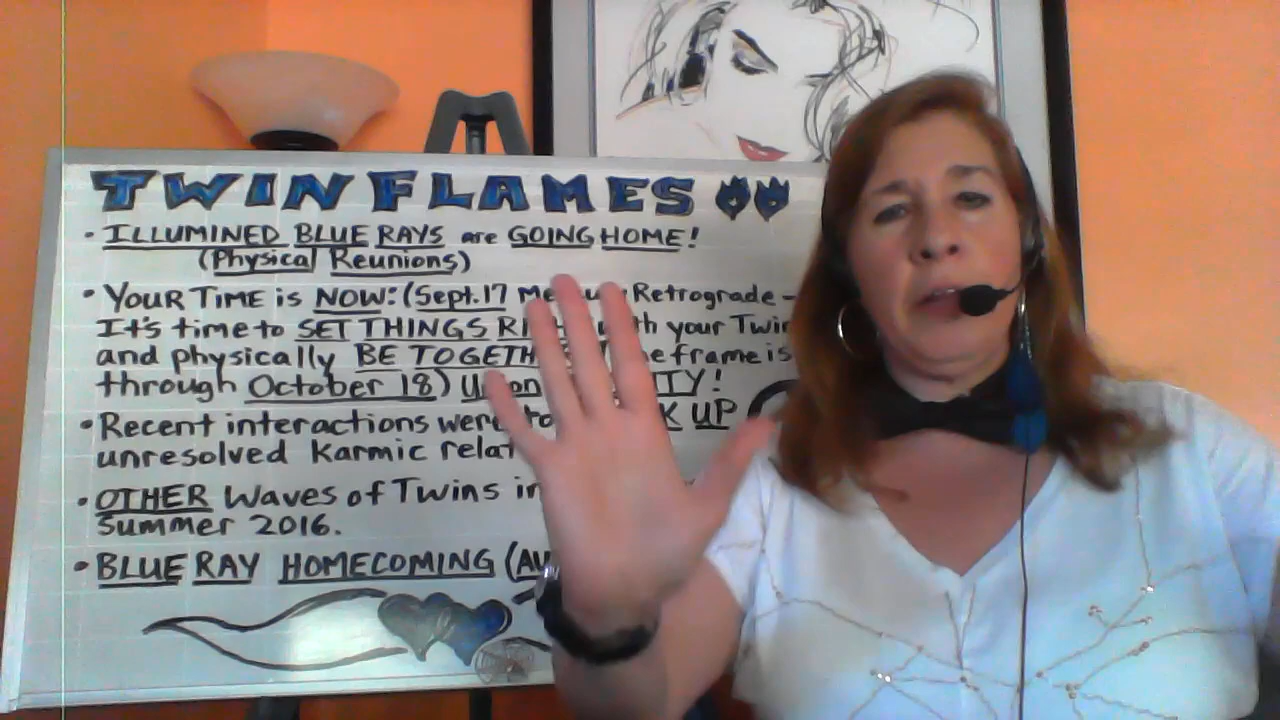 TWIN FLAMES
• ILLUMINED BLUE RAYS are GOING HOME!
(Physical Reunions)
• YOUR TIME is NOW: (Sept. 17 Retrograde -
It's time to SET THINGS your
and physically BE is
through October 18)
• Recent interactions were to UP
unresolved karmic
• OTHER Waves of Twins
Summer 2016.
• BLUE RAY HOMECOMING